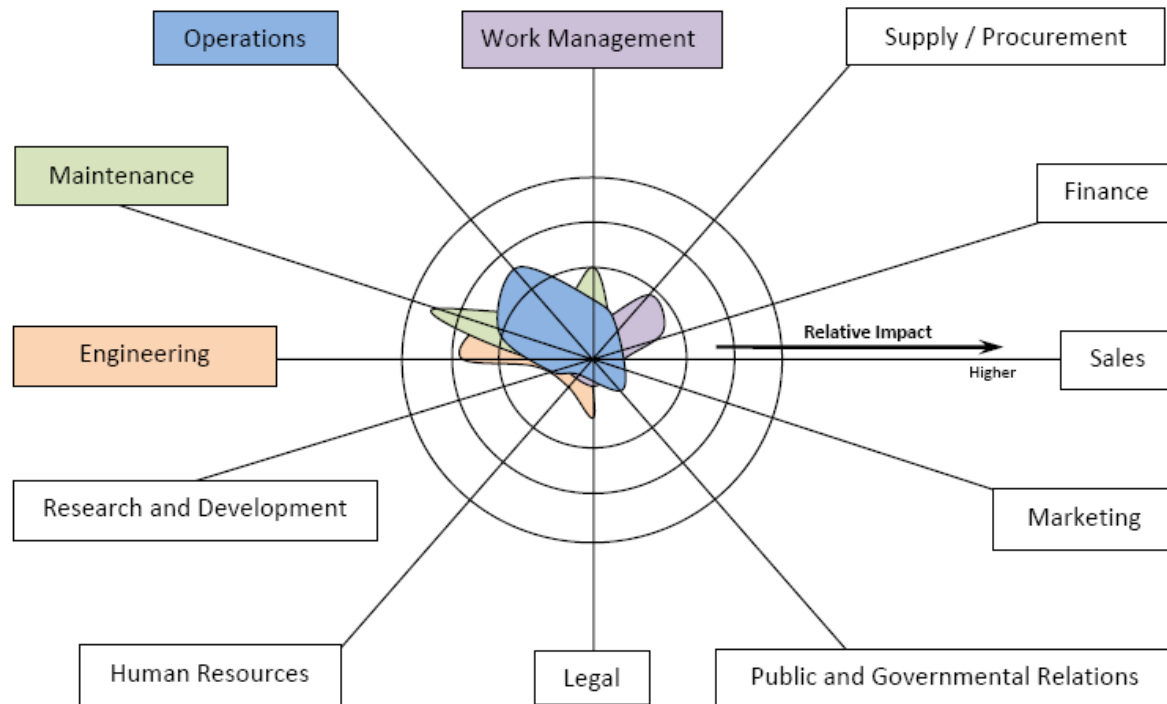 Operations
Work Management
Supply / Procurement
Maintenance
Finance
Engineering
Relative Impact
Higher
Sales
Research and Development
Marketing
Human Resources
Legal
Public and Governmental Relations